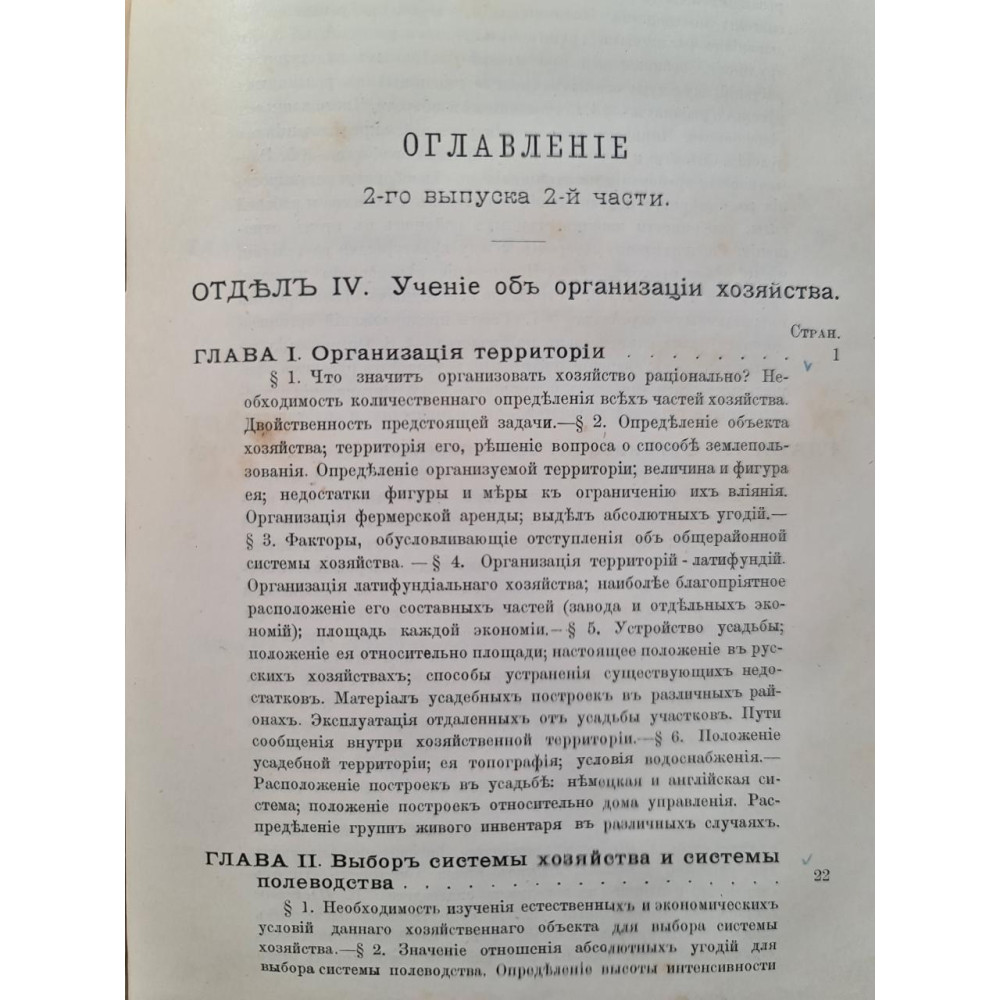 ОГЛАВЛЕНІЕ
2-го выпуска 2-й части.
ОТДѢЛЪ IV. Ученіе объ организаціи хозяйства.
Стран.
ГЛАВА I. Организація территоріи . . . . . . . . 1
§ 1. Что значитъ организовать хозяйство раціонально? Не-
обходимость количественнаго опредѣленія всѣхъ частей хозяйства.
Двойственность предстоящей задачи.—§ 2. Опредѣленіе объекта
хозяйства; территорія его, рѣшеніе вопроса о способѣ землеполь-
зованія. Опредѣленіе организуемой территоріи; величина и фигура
ея; недостатки фигуры и мѣры къ ограниченію ихъ вліянія.
Организація фермерской аренды; выдѣлъ абсолютныхъ угодій.—
§ 3. Факторы, обусловливающіе отступленія объ общерайонной
системы хозяйства. — § 4. Организація территорій-латифундій.
Организація латифундіальнаго хозяйства; наиболѣе благопріятное
расположеніе его составныхъ частей (завода и отдѣльныхъ эко-
номій); площадь каждой экономіи.—§ 5. Устройство усадьбы;
положеніе ея относительно площади; настоящее положеніе въ рус-
скихъ хозяйствахъ; способы устраненія существующихъ недо-
статковъ. Матеріалъ усадебныхъ построекъ въ различныхъ рай-
онахъ. Эксплуатація отдаленныхъ отъ усадьбы участковъ. Пути
сообщенія внутри хозяйственной территоріи.—§ 6. Положеніе
усадебной территоріи; ея топографія; условія водоснабженія.—
Расположеніе построекъ въ усадьбѣ: нѣмецкая и англійская си-
стема; положеніе построекъ относительно дома управленія. Рас-
предѣленіе группъ живого инвентаря въ различныхъ случаяхъ.
ГЛАВА II. Выборъ системы хозяйства и системы
полеводства . . . . . . . . . . . . . . . 22
§ 1. Необходимость изученія естественныхъ и экономическихъ
условій даннаго хозяйственнаго объекта для выбора системы
хозяйства.—§ 2. Значеніе отношенія абсолютныхъ угодій для
выбора системы полеводства. Опредѣленіе высоты интенсивности